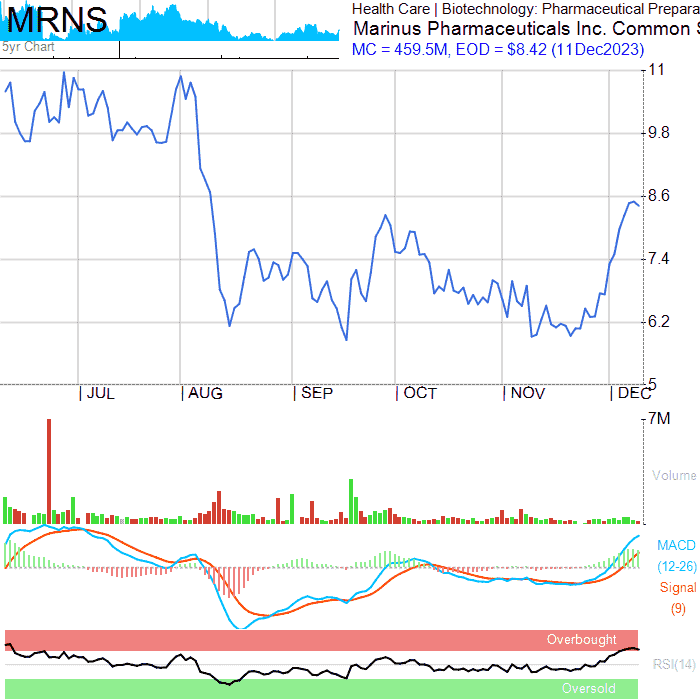 MRNS
5yr Chart
Health Care | Biotechnology: Pharmaceutical Prepara
Marinus Pharmaceuticals Inc. Common S
MC = 459.5M, EOD = $8.42 (11Dec2023)
11
9.8
8.6
7.4
6.2
5
JUL
AUG
SEP
OCT
NOV
DEC
7M
Volume
MACD
(12-26)
Signal
(9)
Overbought
RSI(14)
Oversold